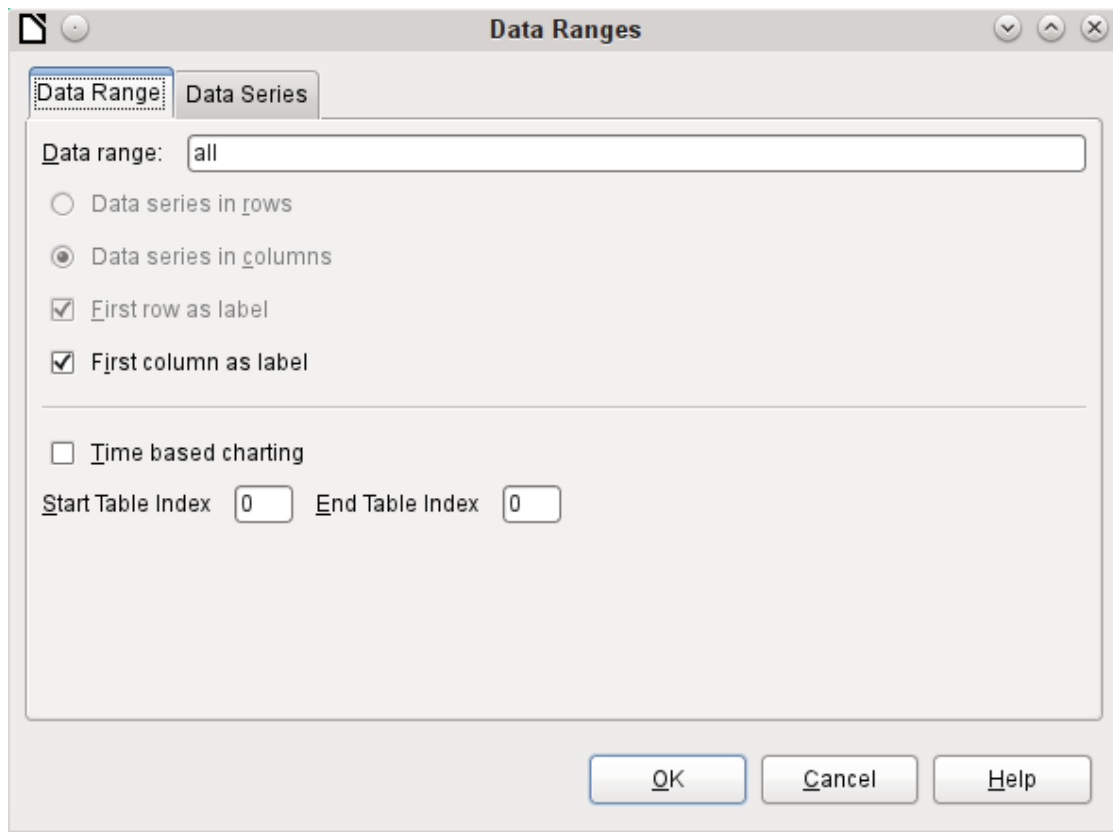 Data Ranges
Data Range Data Series
Data range: all
Data series in rows
Data series in columns
First row as label
First column as label
Time based charting
Start Table Index 0 End Table Index 0
OK Cancel Help